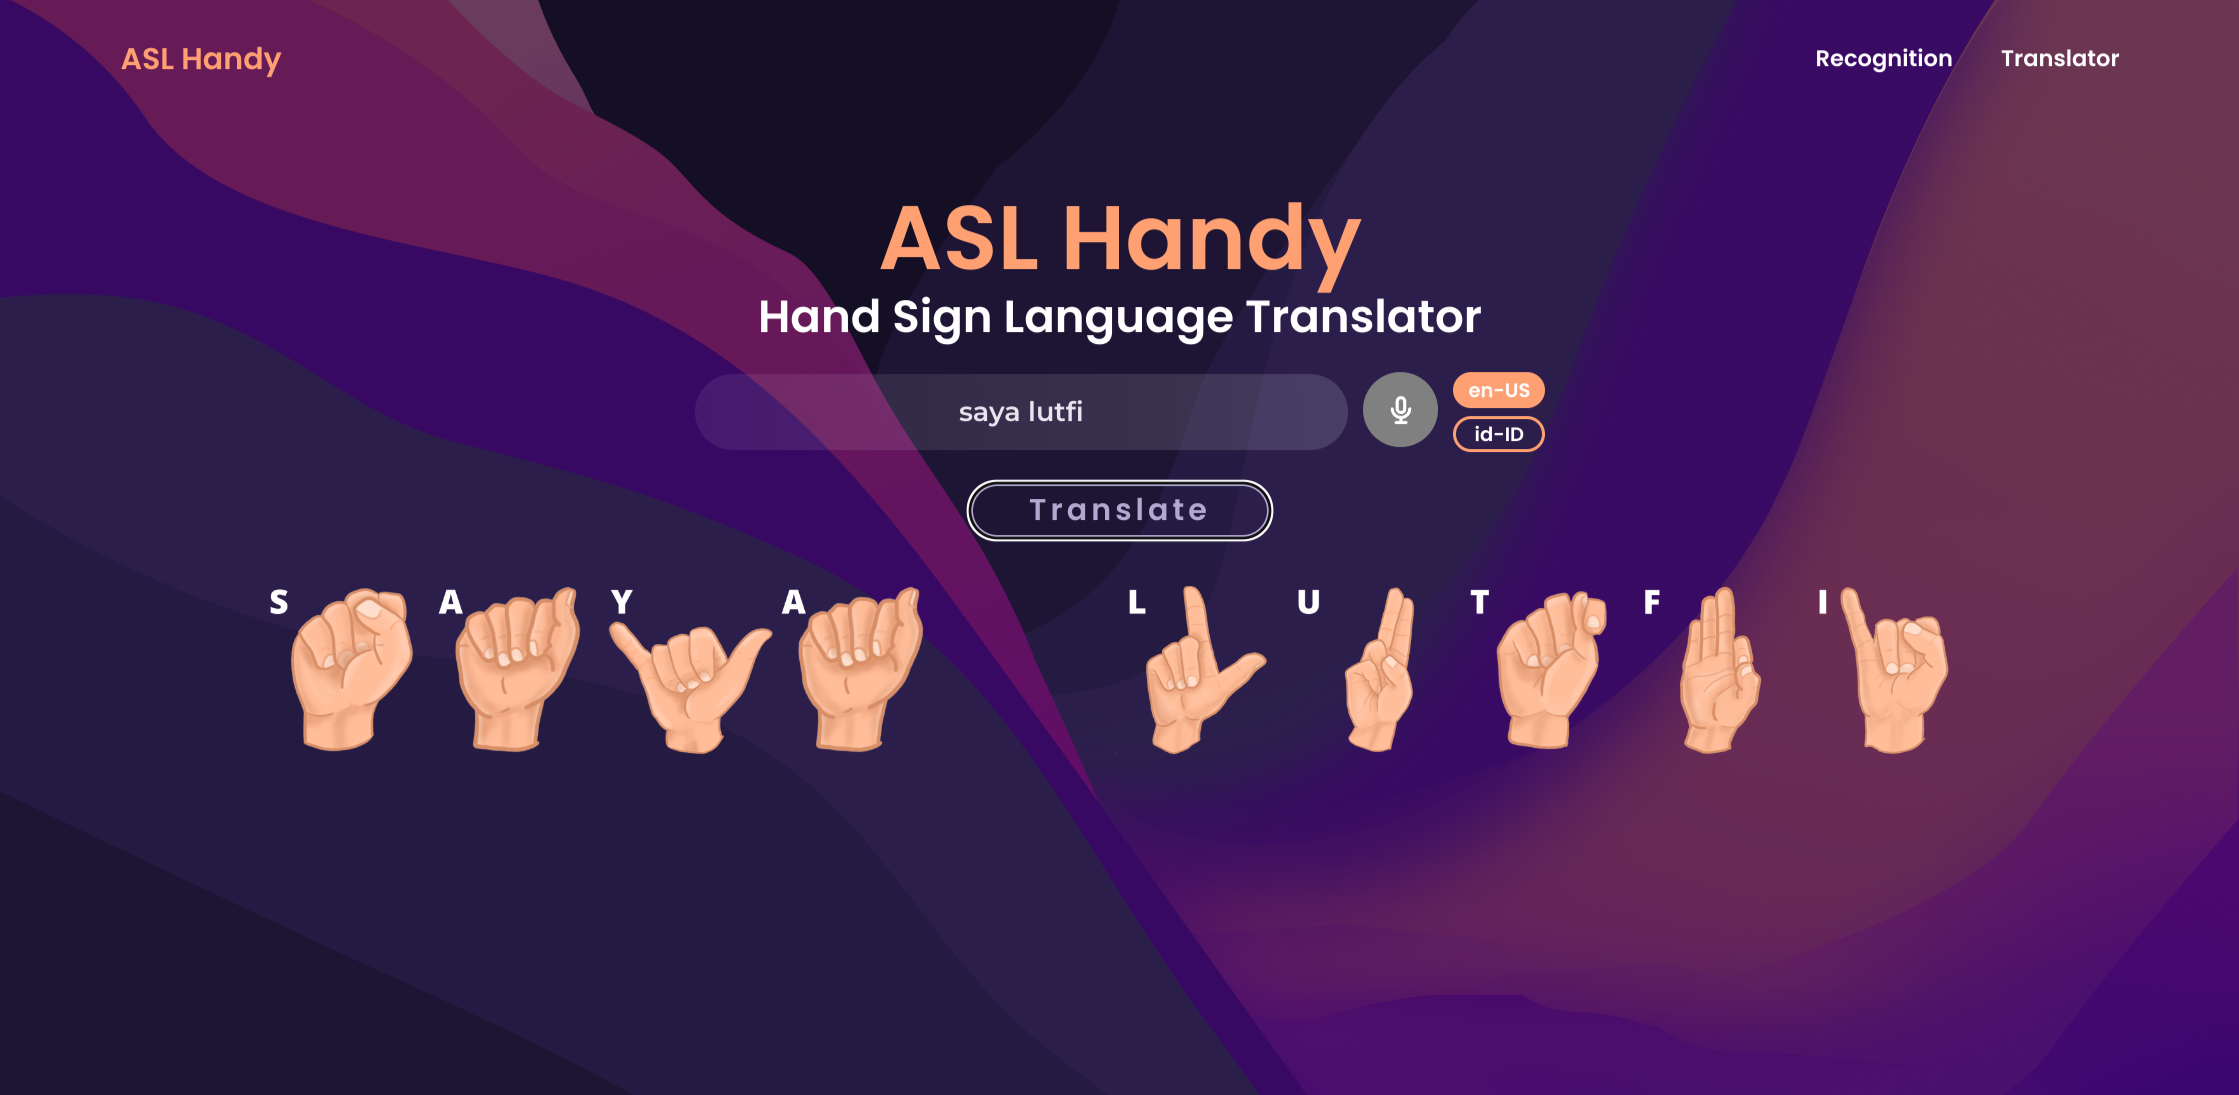 ASL Handy
Recognition Translator
ASL Handy
Hand Sign Language Translator
saya lutfi
en-US
id-ID
Translate
S A Y A L U T F I